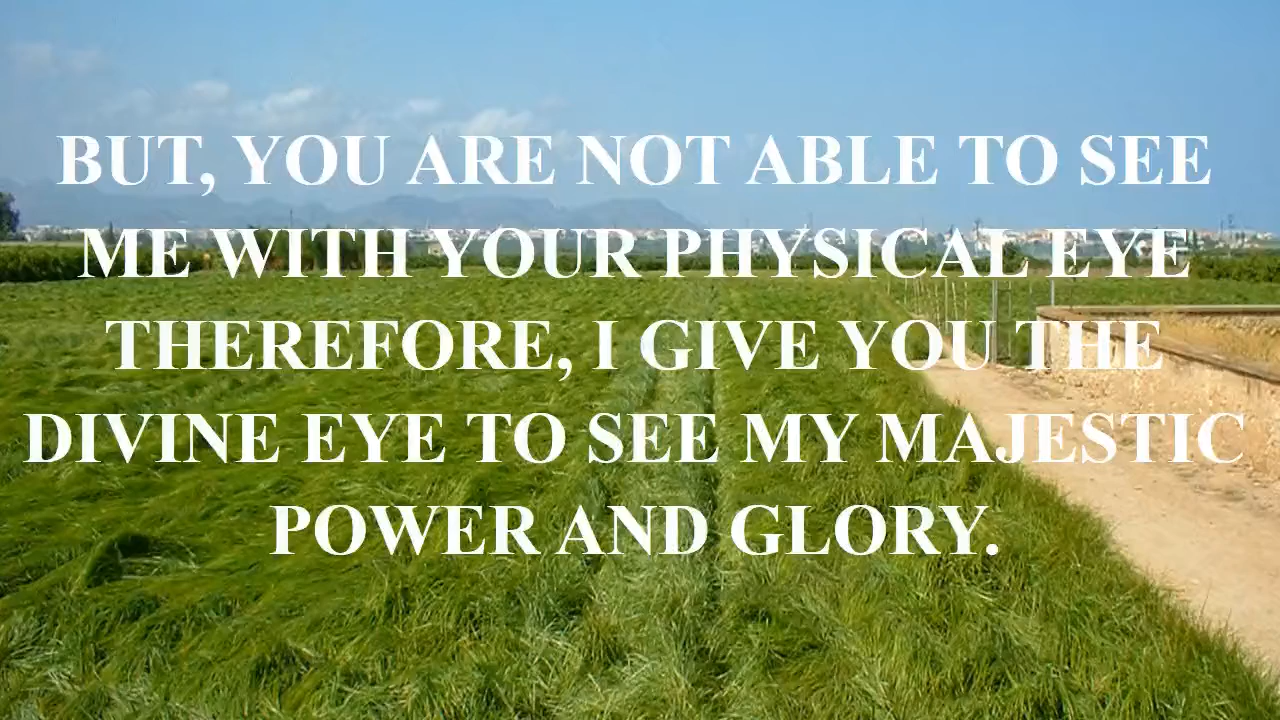 BUT, YOU ARE NOT ABLE TO SEE
ME WITH YOUR PHYSICAL EYE
THEREFORE, I GIVE YOU THE
DIVINE EYE TO SEE MY MAJESTIC
POWER AND GLORY.